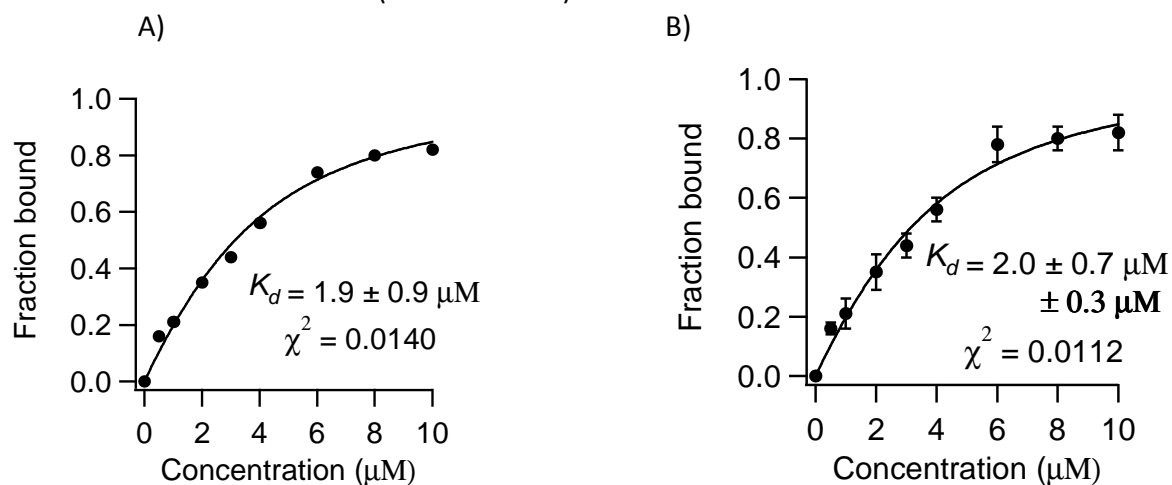 A)
Fraction bound
1.0
0.8
0.6
0.4
0.2
0.0
K_d = 1.9 ± 0.9 μM
χ² = 0.0140
0 2 4 6 8 10
Concentration (μM)
B)
Fraction bound
1.0
0.8
0.6
0.4
0.2
0.0
K_d = 2.0 ± 0.7 μM
± 0.3 μM
χ² = 0.0112
0 2 4 6 8 10
Concentration (μM)